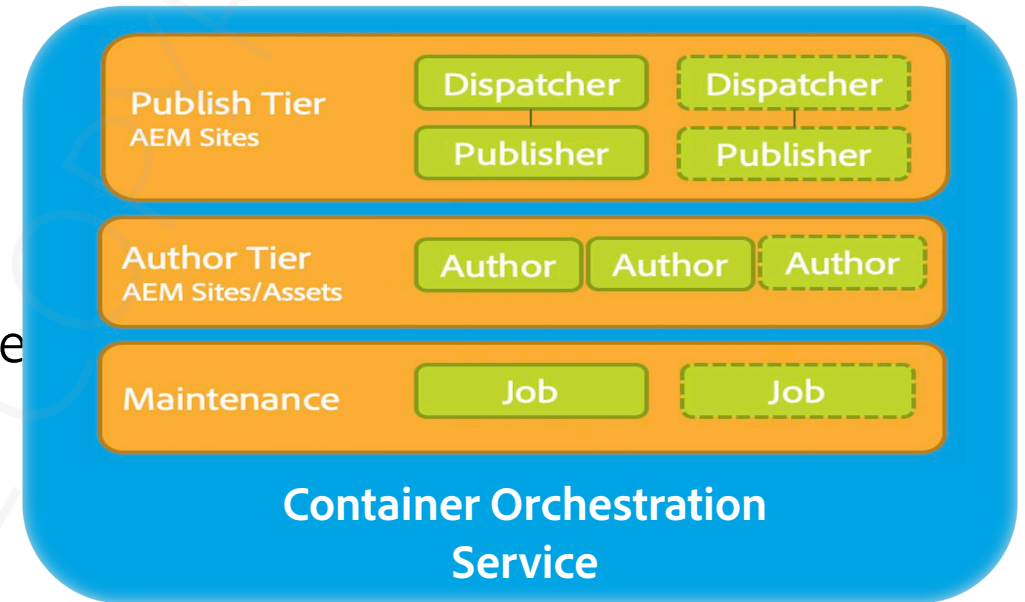 Publish Tier
AEM Sites
Dispatcher
Dispatcher
Publisher
Publisher
Author Tier
AEM Sites/Assets
Author
Author
Author
e
Maintenance
Job
Job
Container Orchestration
Service